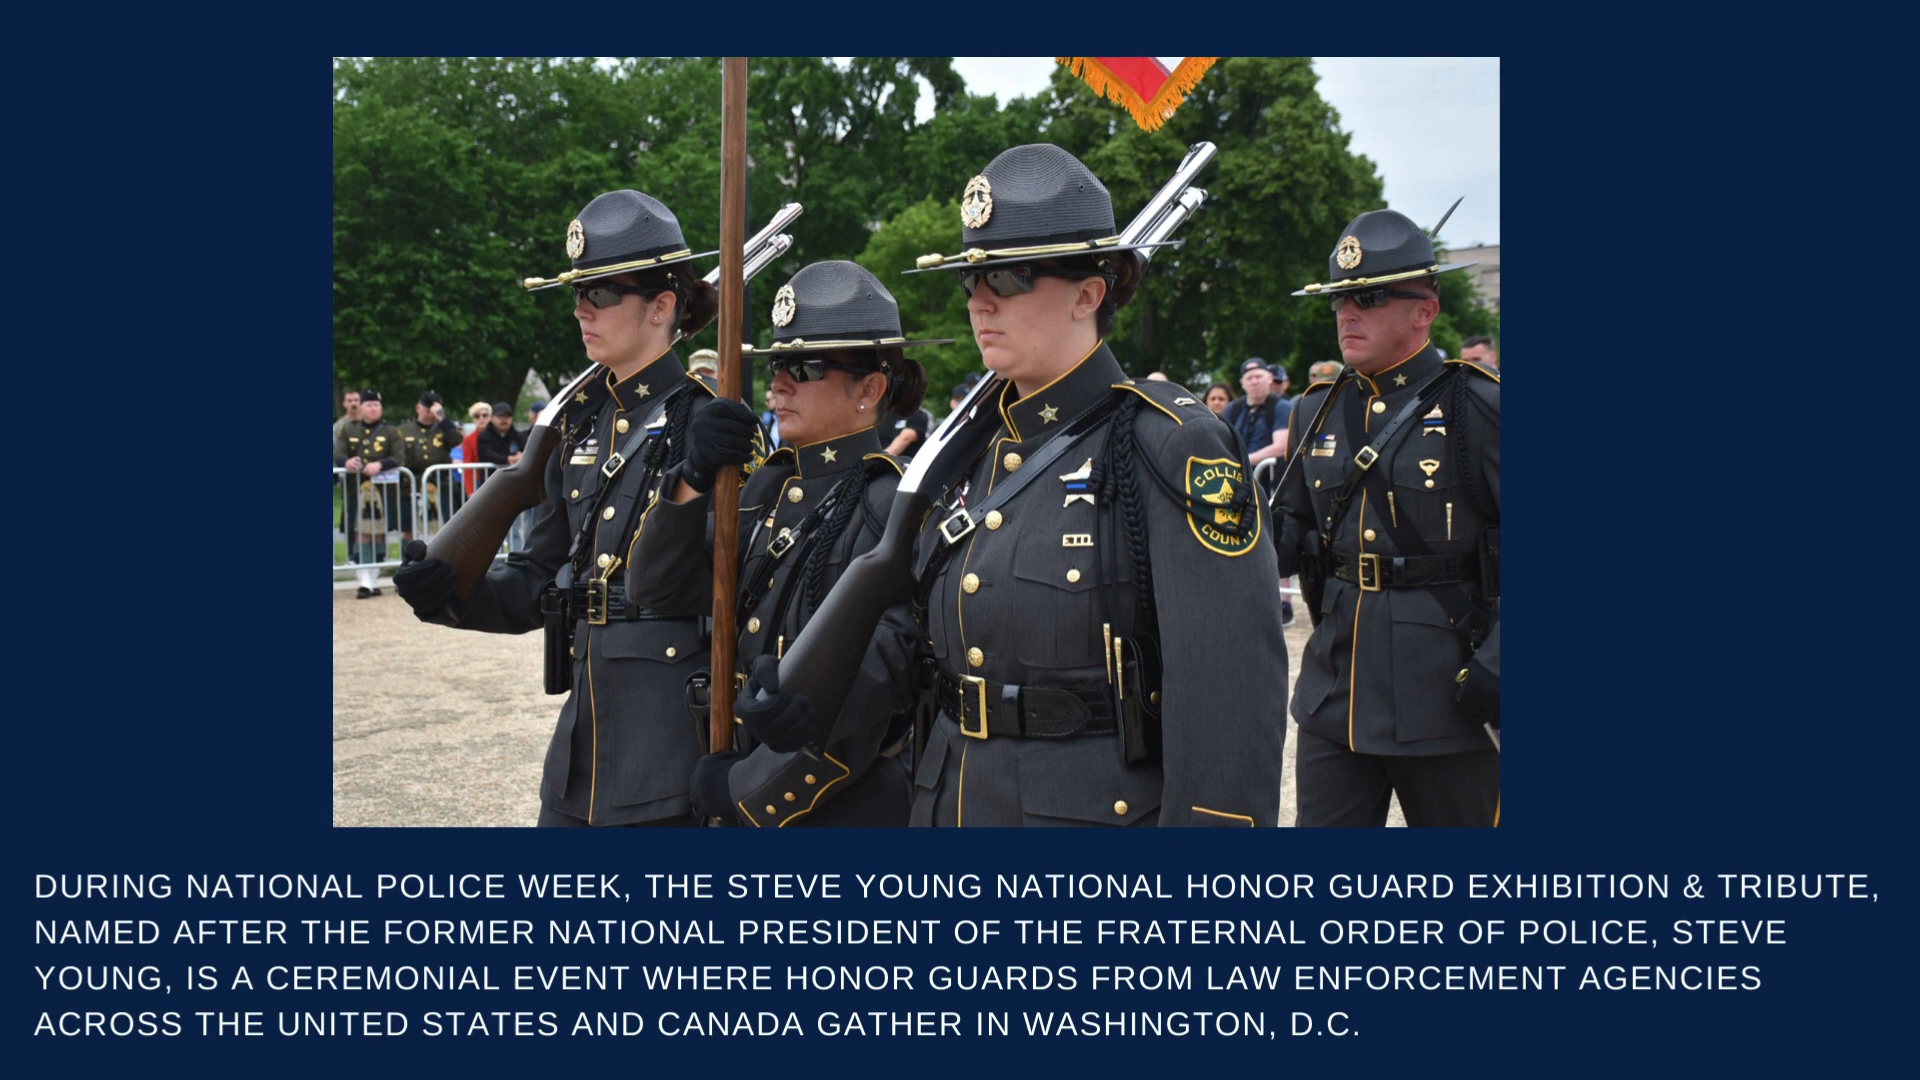 COLLIE
COUNTY
DURING NATIONAL POLICE WEEK, THE STEVE YOUNG NATIONAL HONOR GUARD EXHIBITION & TRIBUTE,
NAMED AFTER THE FORMER NATIONAL PRESIDENT OF THE FRATERNAL ORDER OF POLICE, STEVE
YOUNG, IS A CEREMONIAL EVENT WHERE HONOR GUARDS FROM LAW ENFORCEMENT AGENCIES
ACROSS THE UNITED STATES AND CANADA GATHER IN WASHINGTON, D.C.